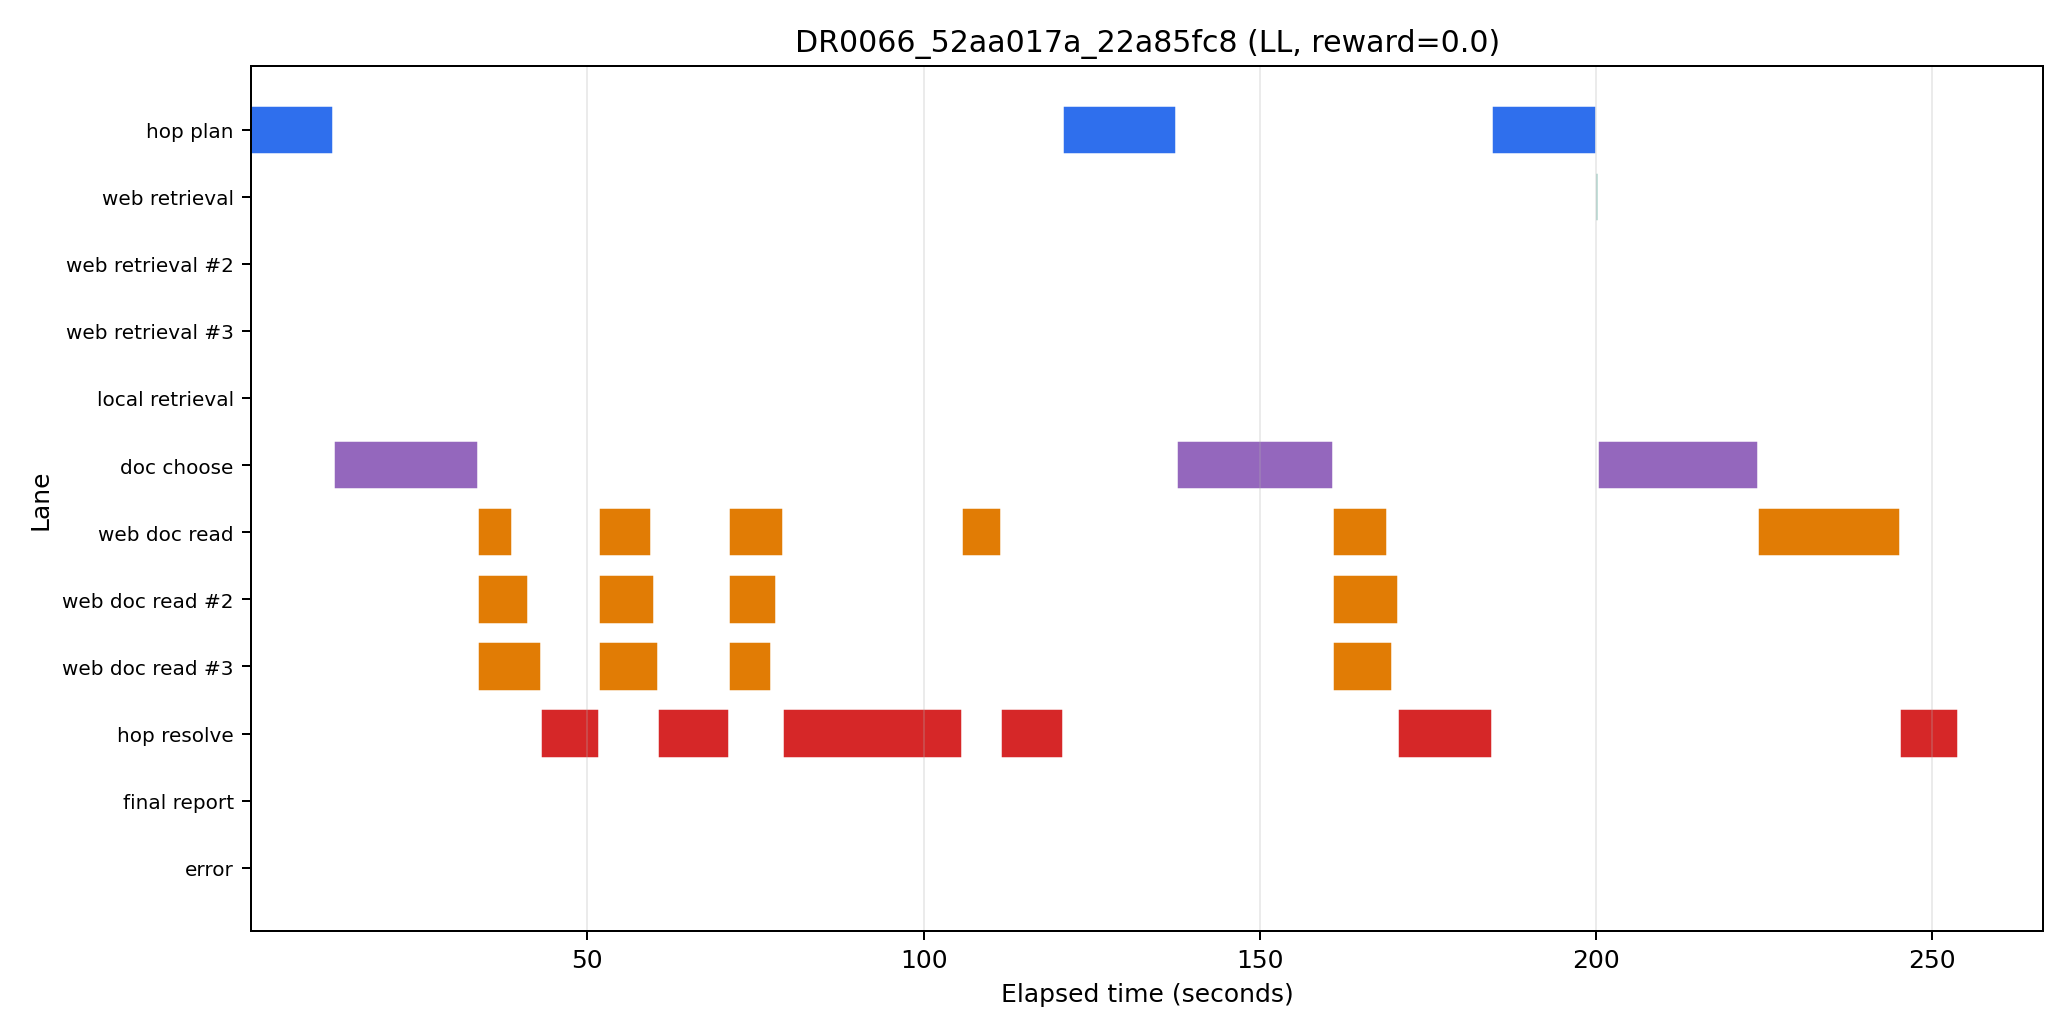 DR0066_52aa017a_22a85fc8 (LL, reward=0.0)
Lane
hop plan
web retrieval
web retrieval #2
web retrieval #3
local retrieval
doc choose
web doc read
web doc read #2
web doc read #3
hop resolve
final report
error
50 100 150 200 250
Elapsed time (seconds)